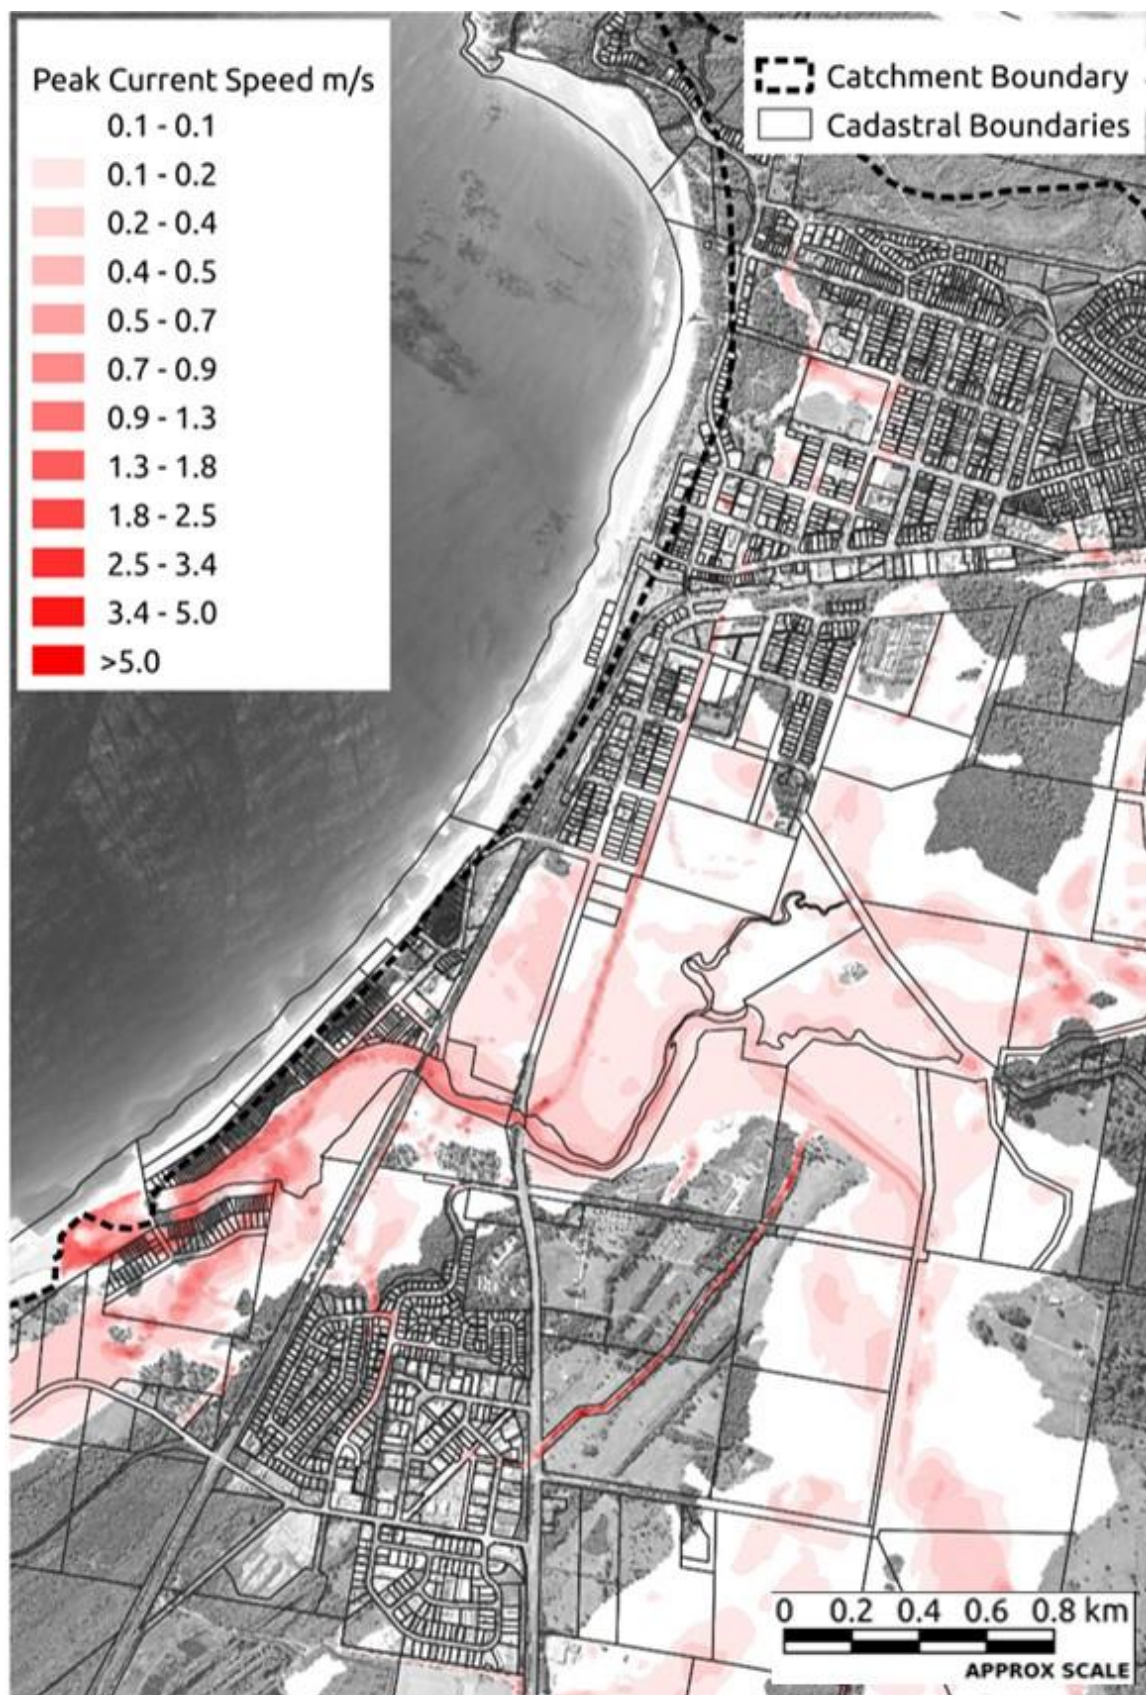 Peak Current Speed m/s
0.1 - 0.1
0.1 - 0.2
0.2 - 0.4
0.4 - 0.5
0.5 - 0.7
0.7 - 0.9
0.9 - 1.3
1.3 - 1.8
1.8 - 2.5
2.5 - 3.4
3.4 - 5.0
>5.0
Catchment Boundary
Cadastral Boundaries
0 0.2 0.4 0.6 0.8 km
APPROX SCALE